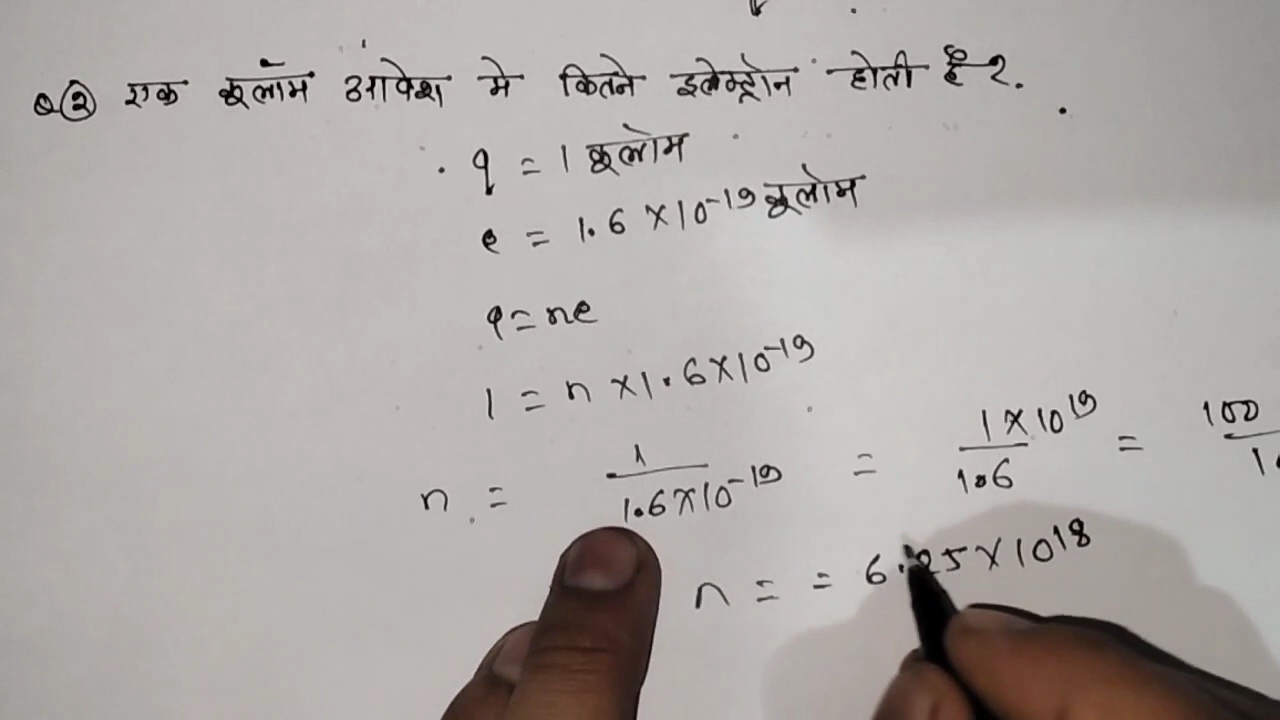 Q② एक कूलॉम आवेश मे कितने इलेक्ट्रोन होती है?.
q = 1 कूलोम
e = 1.6 × 10⁻¹⁹ कूलोम
q = ne
1 = n × 1.6 × 10⁻¹⁹
n = 1 / 1.6 × 10⁻¹⁹ = 1 × 10¹⁹ / 1.6 = 100
n = = 6.25 × 10¹⁸